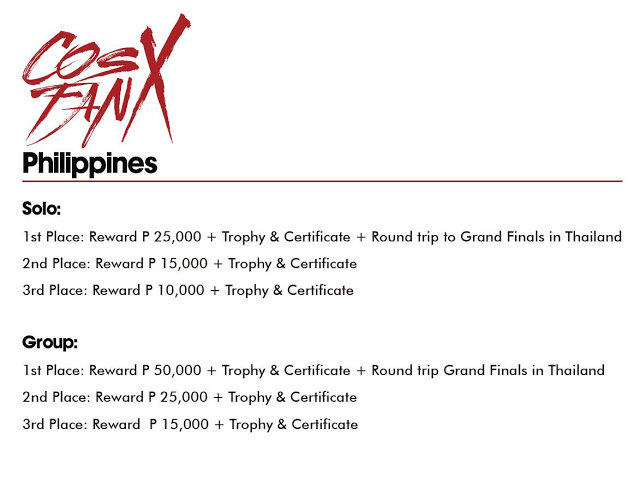 COS X
FAN
Philippines
Solo:
1st Place: Reward P 25,000 + Trophy & Certificate + Round trip to Grand Finals in Thailand
2nd Place: Reward P 15,000 + Trophy & Certificate
3rd Place: Reward P 10,000 + Trophy & Certificate
Group:
1st Place: Reward P 50,000 + Trophy & Certificate + Round trip Grand Finals in Thailand
2nd Place: Reward P 25,000 + Trophy & Certificate
3rd Place: Reward  P 15,000 + Trophy & Certificate